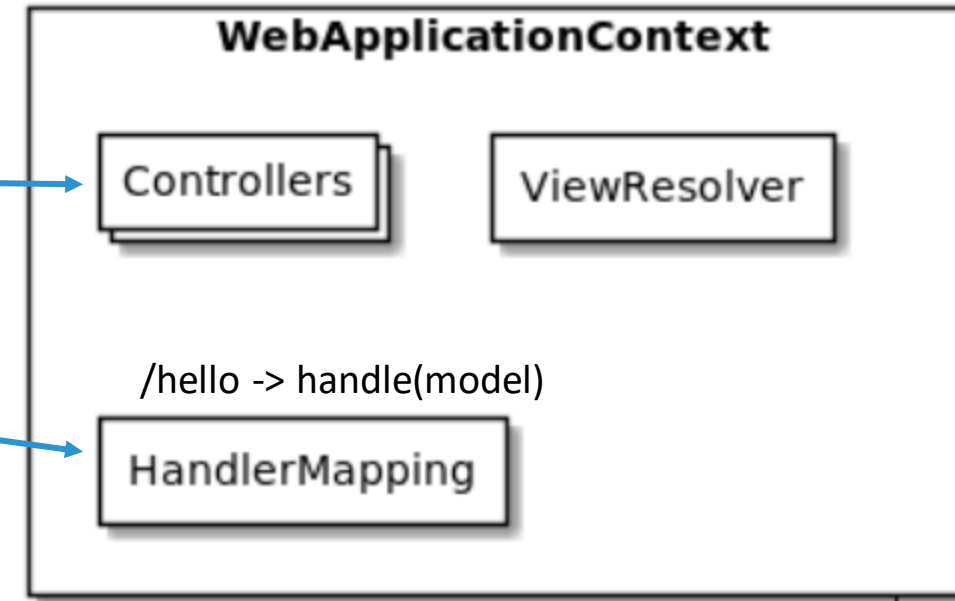 WebApplicationContext
Controllers
ViewResolver
/hello -> handle(model)
HandlerMapping